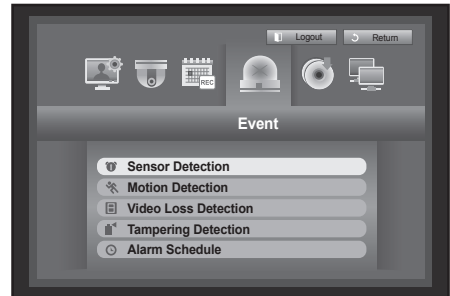 Logout Return
REC
Event
Sensor Detection
Motion Detection
Video Loss Detection
Tampering Detection
Alarm Schedule